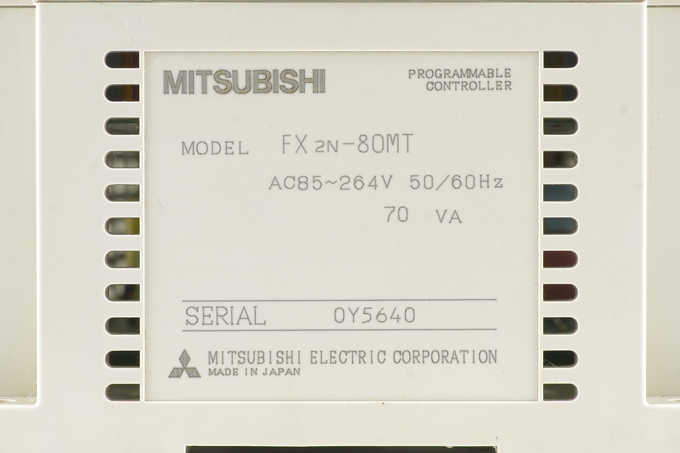 MITSUBISHI PROGRAMMABLE
CONTROLLER
MODEL FX2N-80MT
AC85~264V 50/60Hz
70 VA
SERIAL 0Y5640
MITSUBISHI ELECTRIC CORPORATION
MADE IN JAPAN